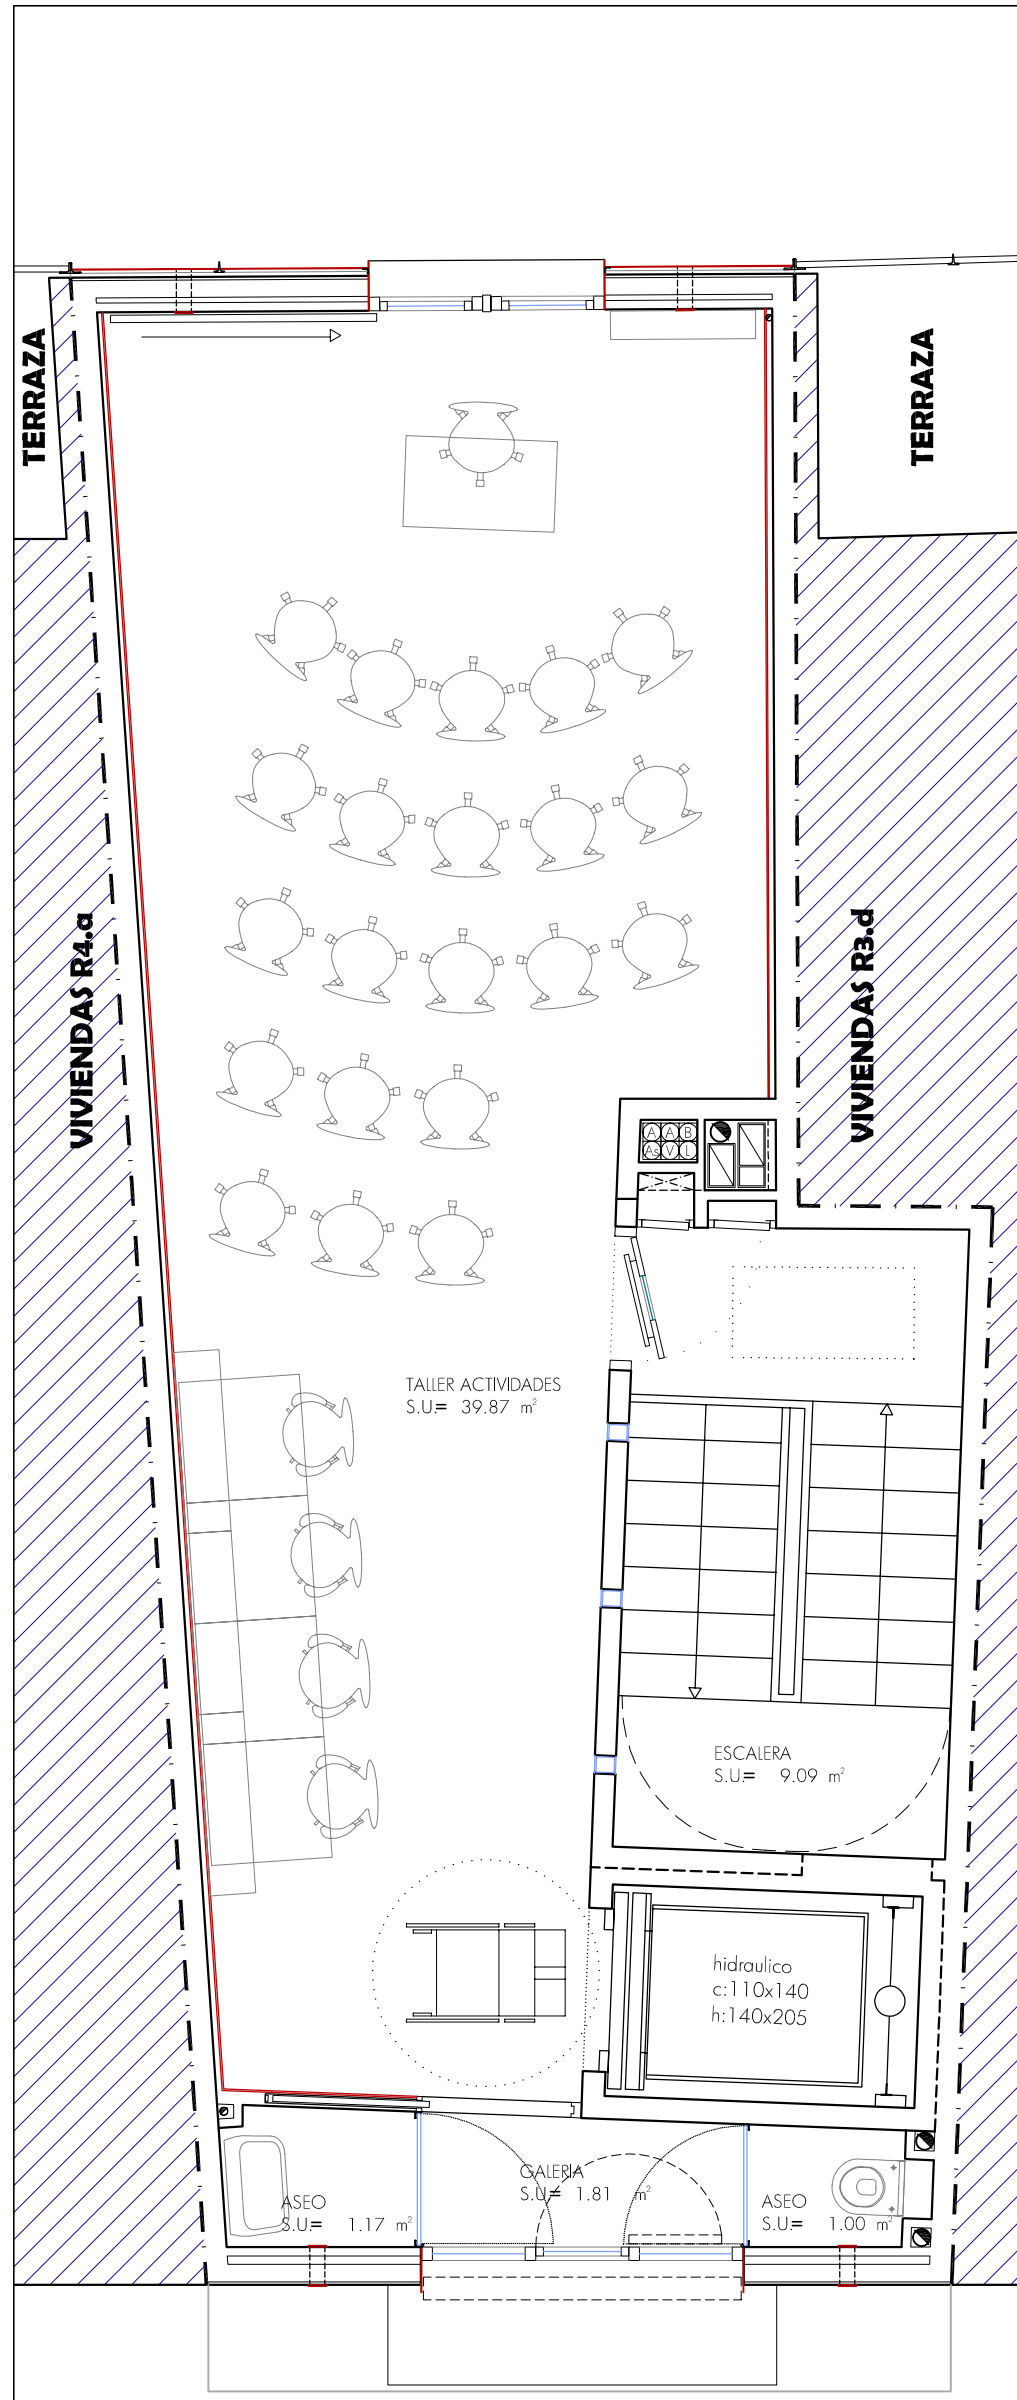 TERRAZA
TERRAZA
VIVIENDAS R4.a
VIVIENDAS R3.d
A A B
As V L
TALLER ACTIVIDADES
S.U.= 39.87 m²
ESCALERA
S.U.= 9.09 m²
hidraulico
c:110x140
h:140x205
GALERIA
S.U.= 1.81 m²
ASEO
S.U.= 1.17 m²
ASEO
S.U.= 1.00 m²